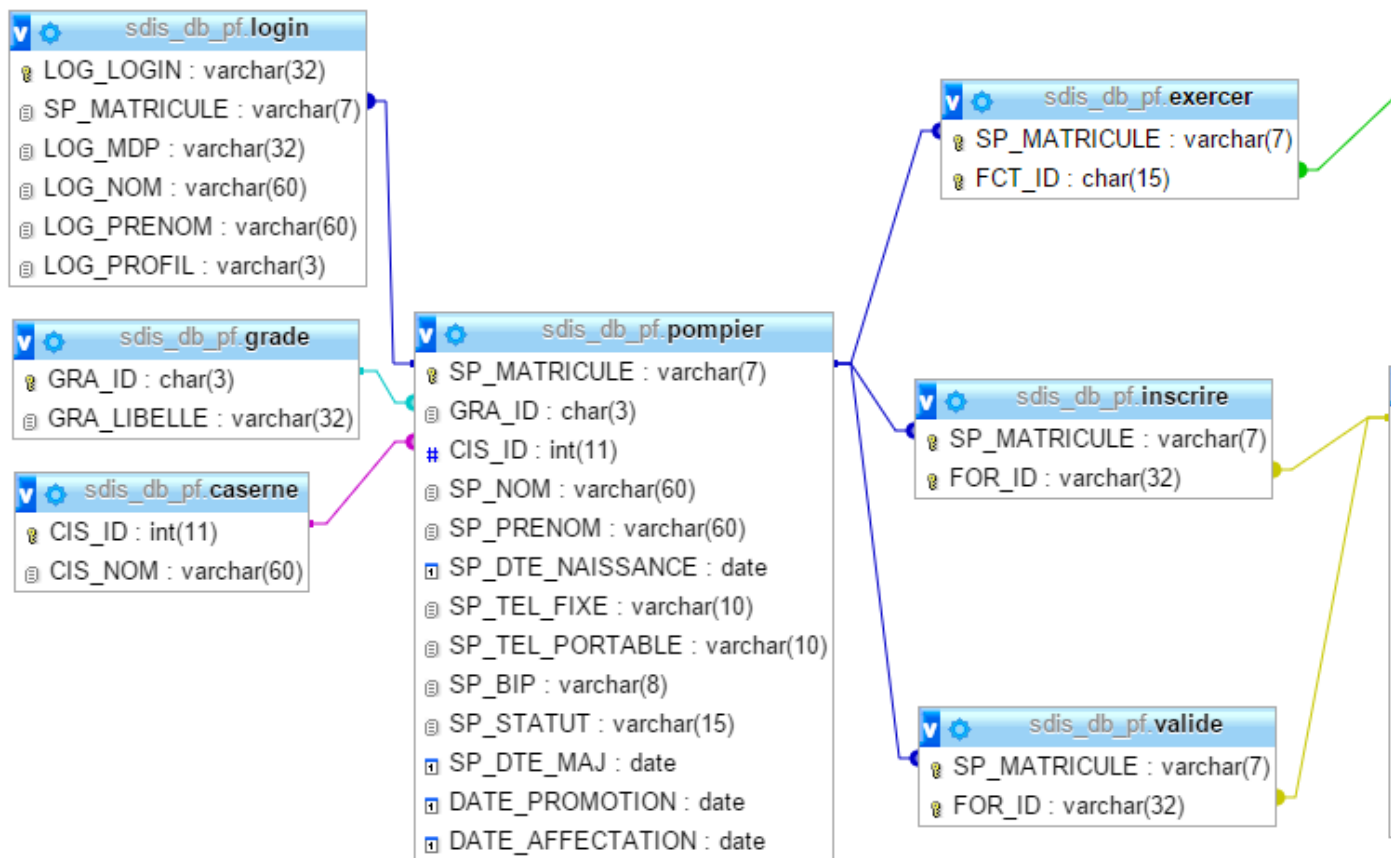 sdis_db_pf.login
LOG_LOGIN : varchar(32)
SP_MATRICULE : varchar(7)
LOG_MDP : varchar(32)
LOG_NOM : varchar(60)
LOG_PRENOM : varchar(60)
LOG_PROFIL : varchar(3)
sdis_db_pf.grade
GRA_ID : char(3)
GRA_LIBELLE : varchar(32)
sdis_db_pf.caserne
CIS_ID : int(11)
CIS_NOM : varchar(60)
sdis_db_pf.pompier
SP_MATRICULE : varchar(7)
GRA_ID : char(3)
# CIS_ID : int(11)
SP_NOM : varchar(60)
SP_PRENOM : varchar(60)
SP_DTE_NAISSANCE : date
SP_TEL_FIXE : varchar(10)
SP_TEL_PORTABLE : varchar(10)
SP_BIP : varchar(8)
SP_STATUT : varchar(15)
SP_DTE_MAJ : date
DATE_PROMOTION : date
DATE_AFFECTATION : date
sdis_db_pf.exercer
SP_MATRICULE : varchar(7)
FCT_ID : char(15)
sdis_db_pf.inscrire
SP_MATRICULE : varchar(7)
FOR_ID : varchar(32)
sdis_db_pf.valide
SP_MATRICULE : varchar(7)
FOR_ID : varchar(32)